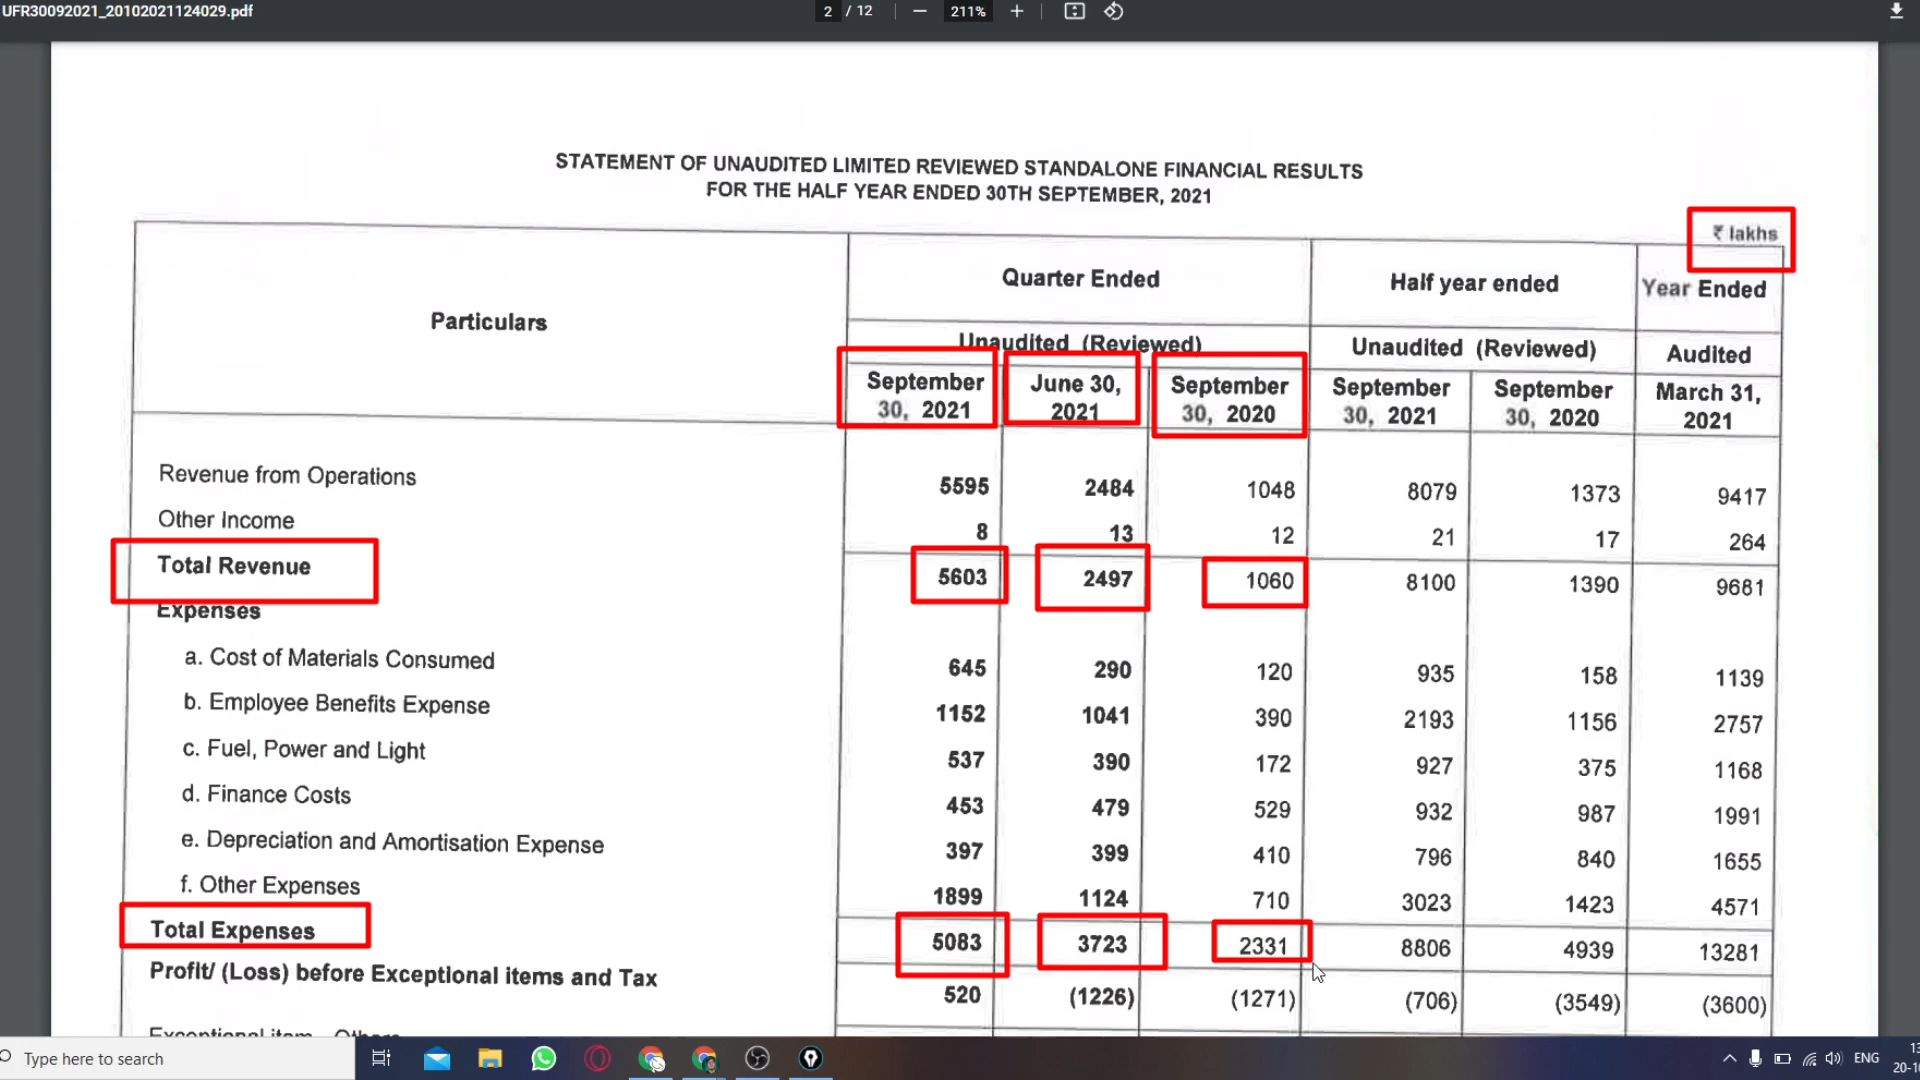 UFR30092021_20102021124029.pdf
2 / 12
211%
STATEMENT OF UNAUDITED LIMITED REVIEWED STANDALONE FINANCIAL RESULTS
FOR THE HALF YEAR ENDED 30TH SEPTEMBER, 2021
₹ lakhs
Particulars Quarter Ended Half year ended Year Ended
Unaudited (Reviewed) Unaudited (Reviewed) Audited
September June 30, September September September March 31,
30, 2021 2021 30, 2020 30, 2021 30, 2020 2021
Revenue from Operations 5595 2484 1048 8079 1373 9417
Other Income 8 13 12 21 17 264
Total Revenue 5603 2497 1060 8100 1390 9681
Expenses
a. Cost of Materials Consumed 645 290 120 935 158 1139
b. Employee Benefits Expense 1152 1041 390 2193 1156 2757
c. Fuel, Power and Light 537 390 172 927 375 1168
d. Finance Costs 453 479 529 932 987 1991
e. Depreciation and Amortisation Expense 397 399 410 796 840 1655
f. Other Expenses 1899 1124 710 3023 1423 4571
Total Expenses 5083 3723 2331 8806 4939 13281
Profit/ (Loss) before Exceptional items and Tax 520 (1226) (1271) (706) (3549) (3600)
Type here to search
ENG